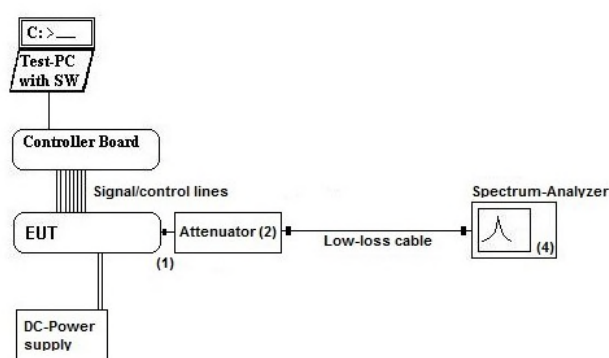 C: >__
Test-PC
with SW
Controller Board
Signal/control lines
Spectrum-Analyzer
EUT
Attenuator (2)
(1)
Low-loss cable
(4)
DC-Power
supply